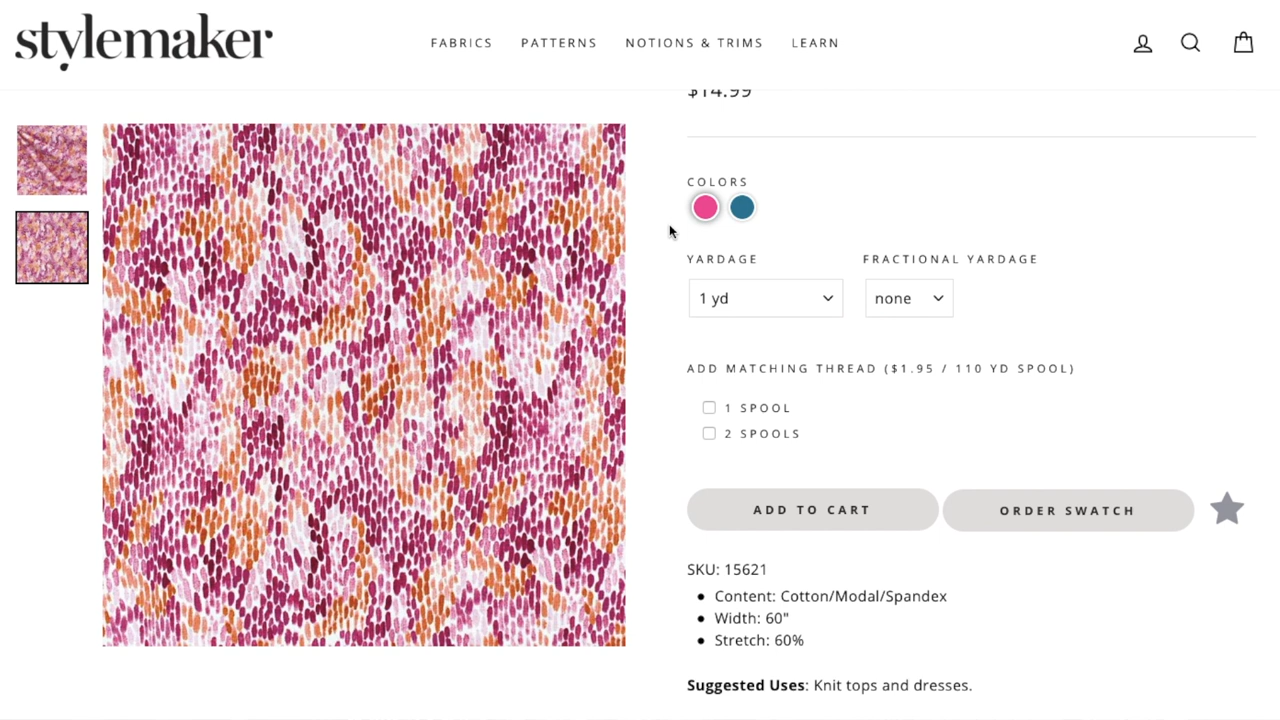 stylemaker
FABRICS PATTERNS NOTIONS & TRIMS LEARN
$14.99
COLORS
YARDAGE FRACTIONAL YARDAGE
1 yd none
ADD MATCHING THREAD ($1.95 / 110 YD SPOOL)
1 SPOOL
2 SPOOLS
ADD TO CART ORDER SWATCH
SKU: 15621
Content: Cotton/Modal/Spandex
Width: 60"
Stretch: 60%
Suggested Uses: Knit tops and dresses.